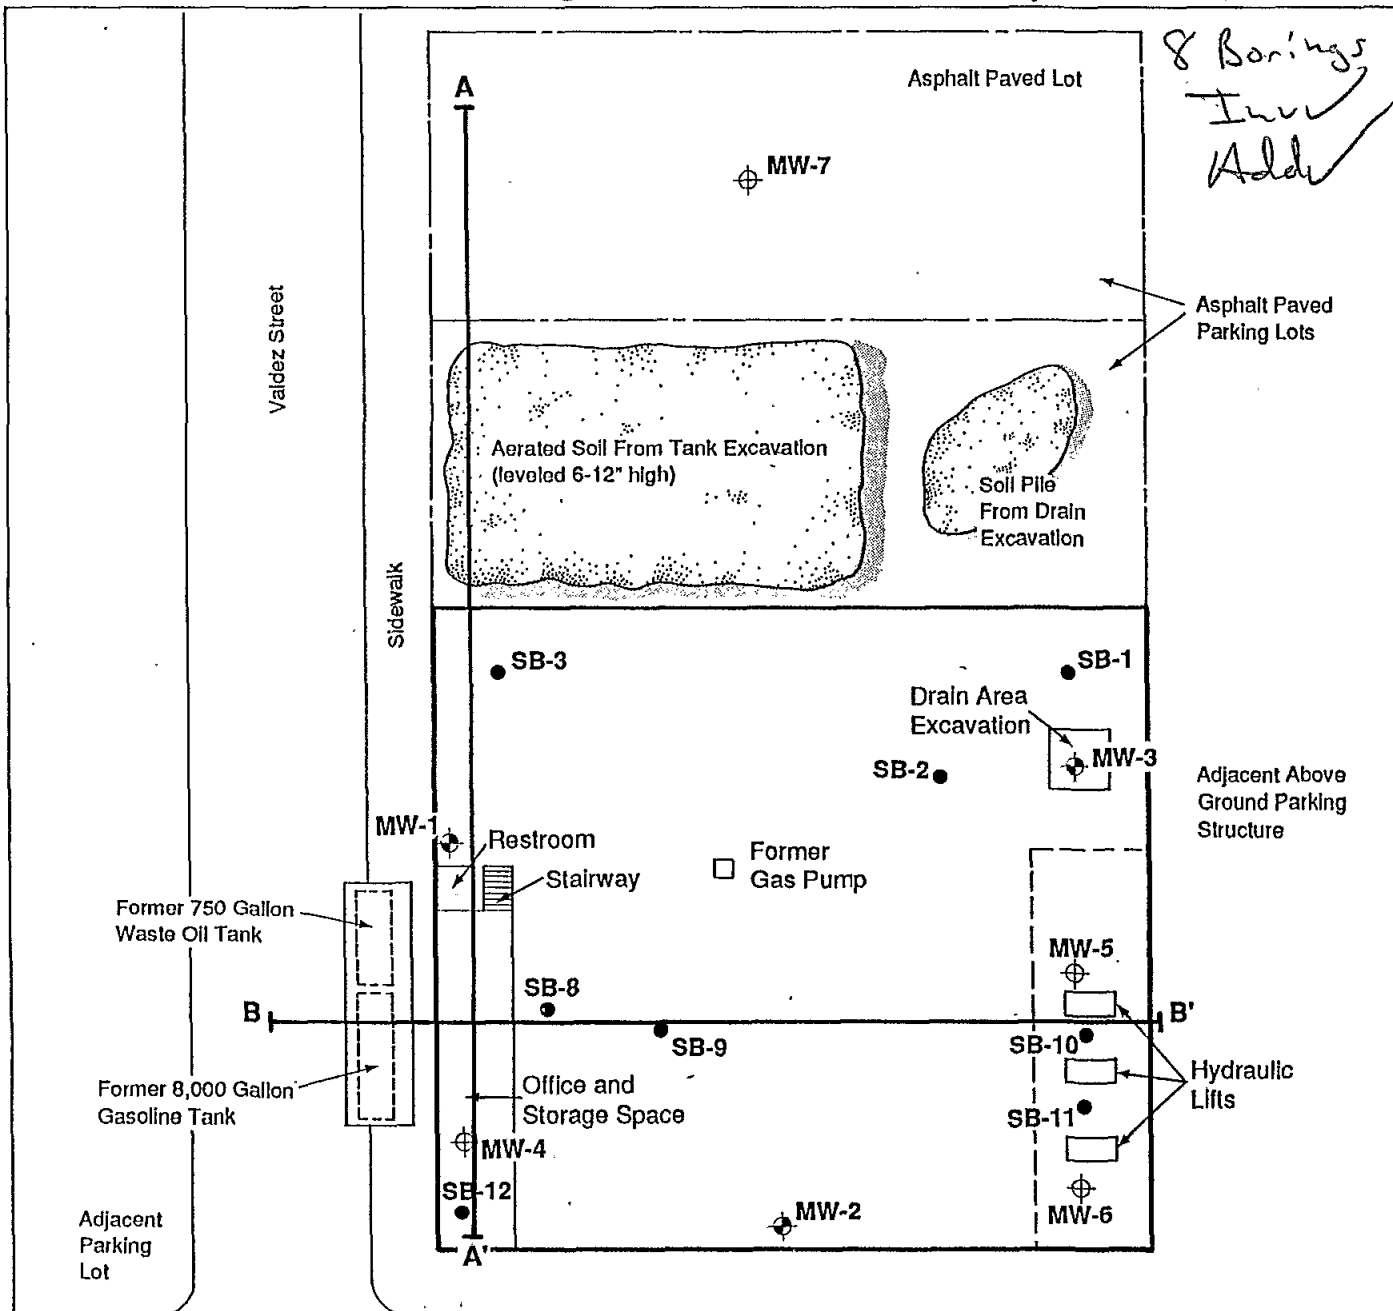 8 Borings
Inv
Addr
A
Asphalt Paved Lot
MW-7
Asphalt Paved
Parking Lots
Valdez Street
Aerated Soil From Tank Excavation
(leveled 6-12" high)
Soil Pile
From Drain
Excavation
Sidewalk
SB-3
SB-1
Drain Area
Excavation
MW-3
SB-2
Adjacent Above
Ground Parking
Structure
MW-1
Restroom
Stairway
Former
Gas Pump
Former 750 Gallon
Waste Oil Tank
MW-5
SB-8
B
B'
SB-9
SB-10
Former 8,000 Gallon
Gasoline Tank
Office and
Storage Space
Hydraulic
Lifts
SB-11
MW-4
SB-12
MW-2
MW-6
Adjacent
Parking
Lot
A'